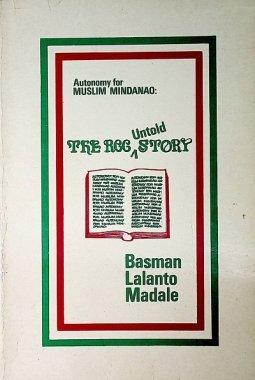 Autonomy for
MUSLIM MINDANAO:
Untold
THE RCC STORY
Basman
Lalanto
Madale